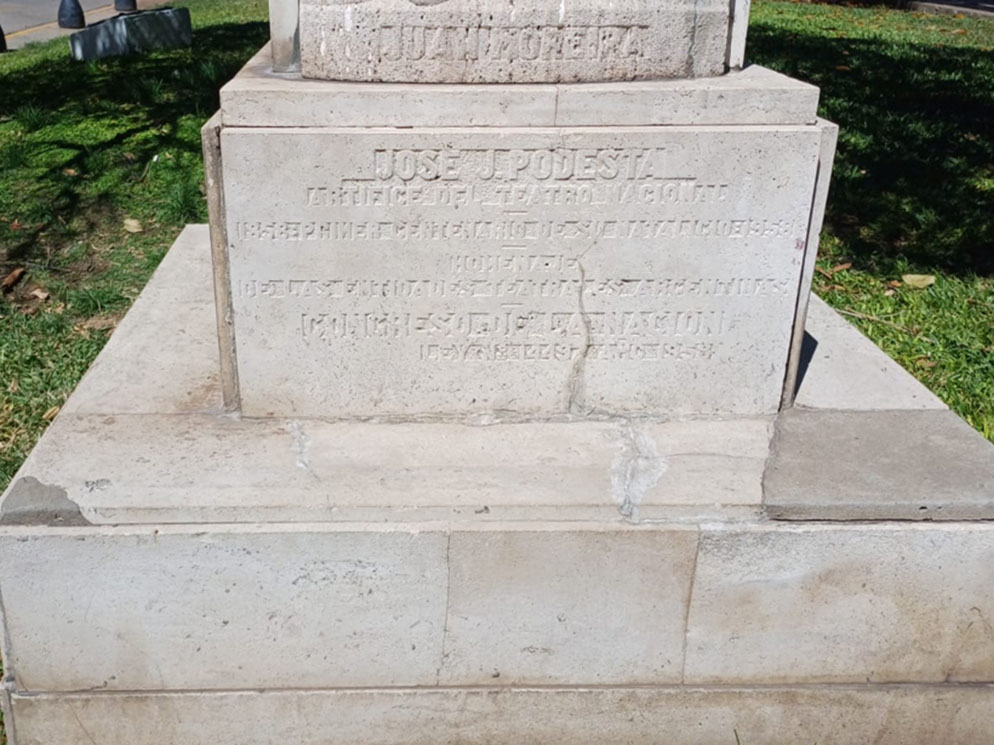 JUAN MOREIRA
JOSE J. PODESTA
ARTIFICE DEL TEATRO NACIONAL
1858 PRIMER CENTENARIO DE SU 1958
HOMENAJE
DE LAS ENTIDADES TEATRALES ARGENTINAS
CONGRESO DE LA NACION
LEY 1958